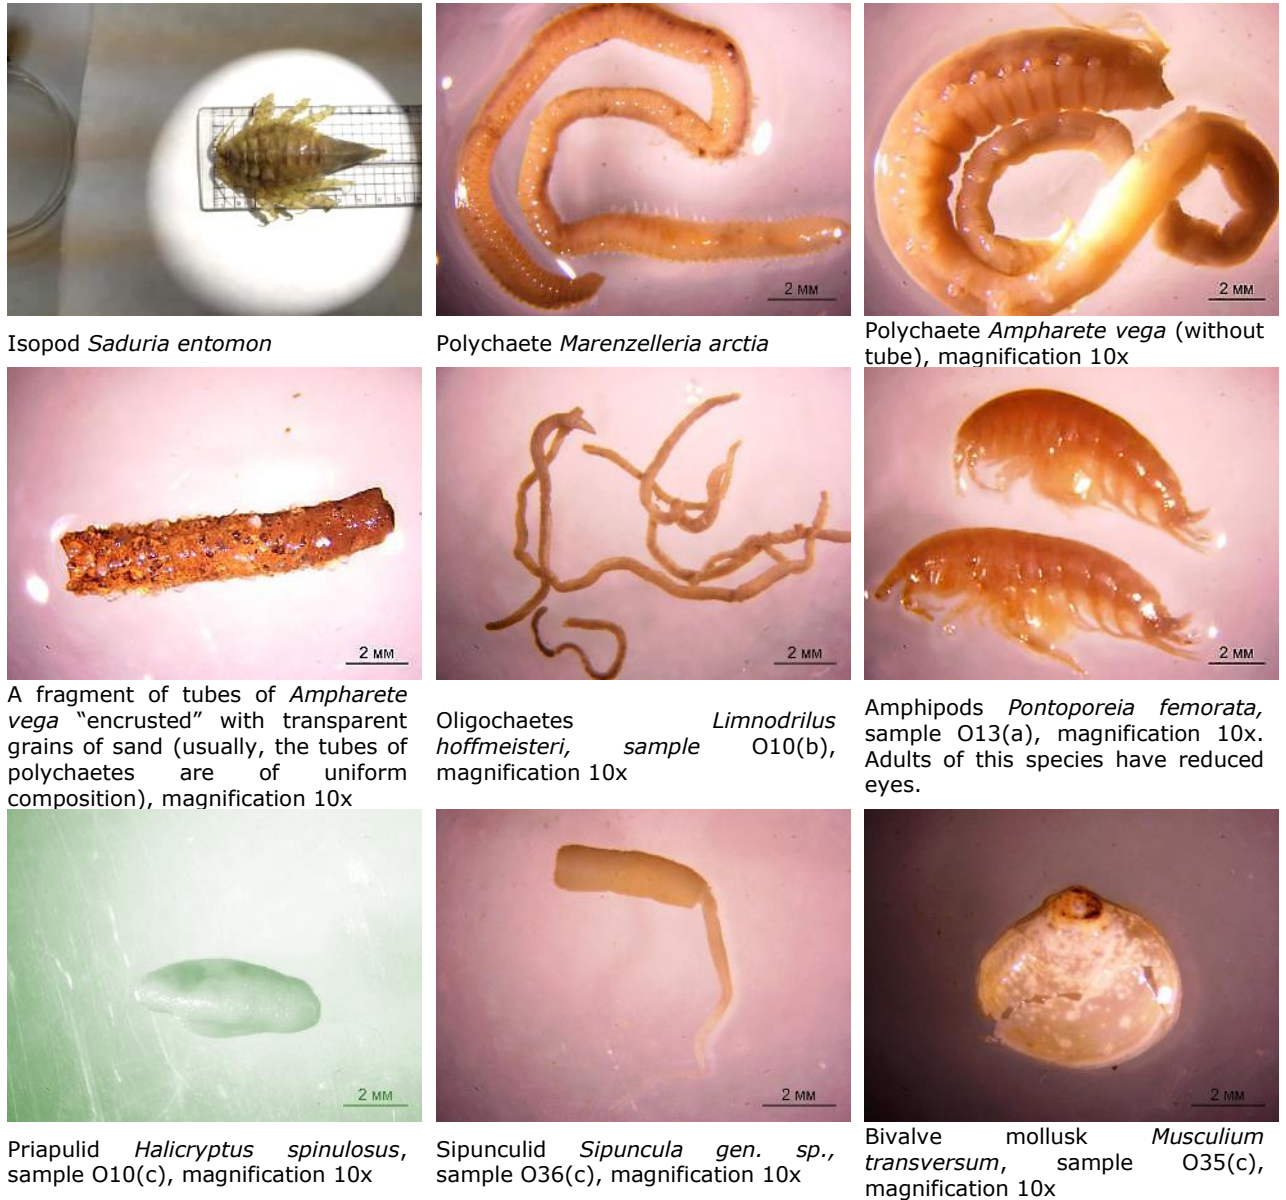 2 мм
2 мм
Isopod Saduria entomon
Polychaete Marenzelleria arctia
Polychaete Ampharete vega (without
tube), magnification 10x
2 мм
2 мм
2 мм
A fragment of tubes of Ampharete
vega “encrusted” with transparent
grains of sand (usually, the tubes of
polychaetes are of uniform
composition), magnification 10x
Oligochaetes Limnodrilus
hoffmeisteri, sample O10(b),
magnification 10x
Amphipods Pontoporeia femorata,
sample O13(a), magnification 10x.
Adults of this species have reduced
eyes.
2 мм
2 мм
2 мм
Priapulid Halicryptus spinulosus,
sample O10(c), magnification 10x
Sipunculid Sipuncula gen. sp.,
sample O36(c), magnification 10x
Bivalve mollusk Musculium
transversum, sample O35(c),
magnification 10x